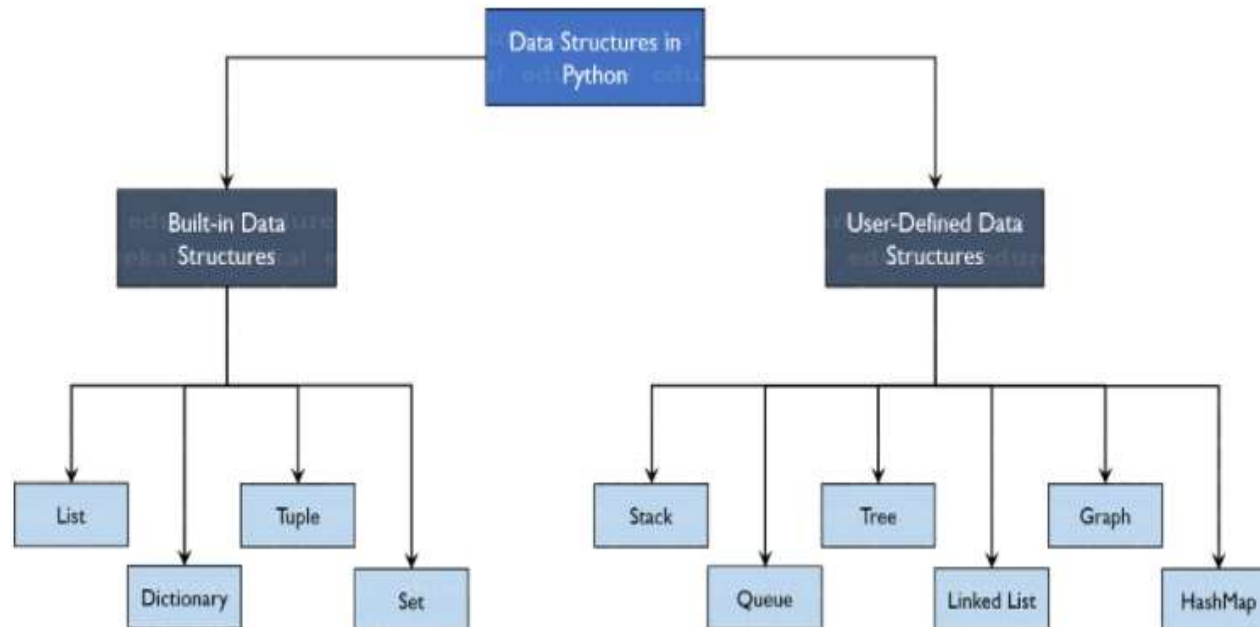 Data Structures in
Python
Built-in Data
Structures
User-Defined Data
Structures
List
Tuple
Stack
Tree
Graph
Dictionary
Set
Queue
Linked List
HashMap